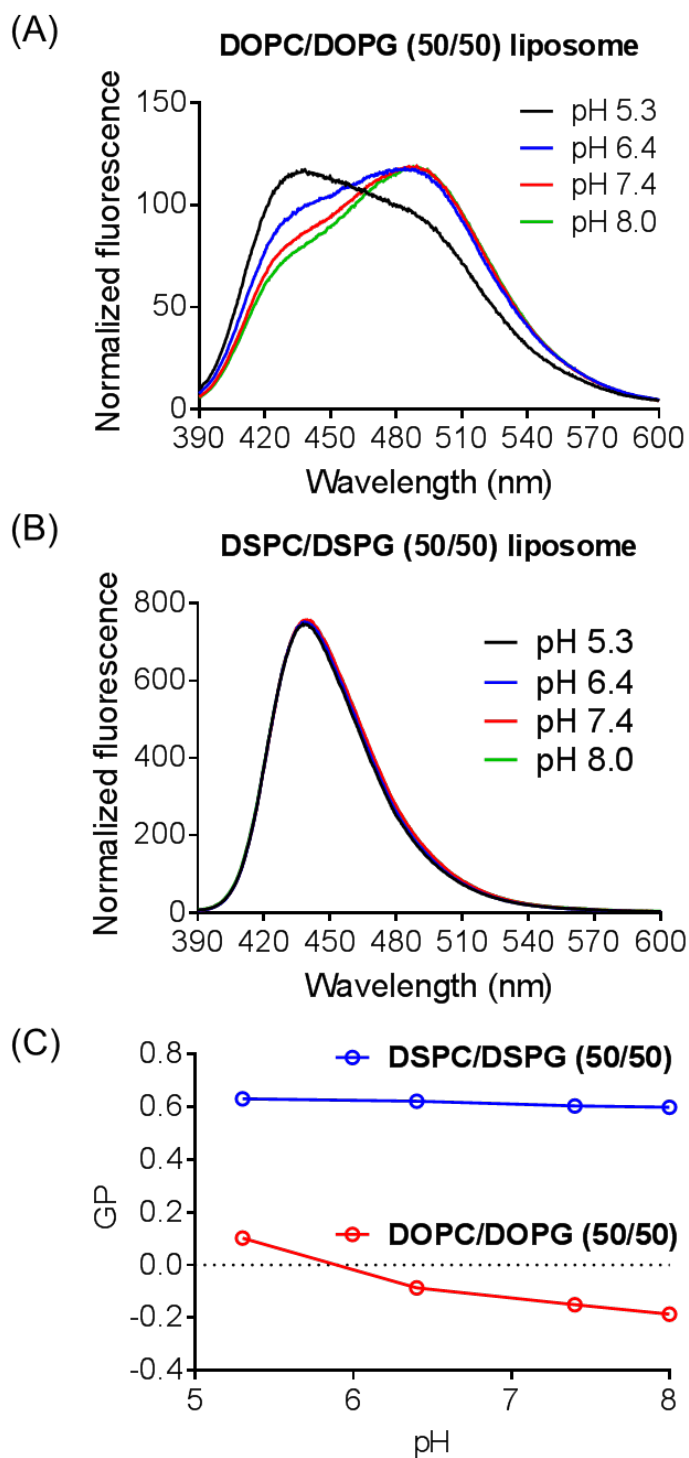 (A)
DOPC/DOPG (50/50) liposome
150
100
50
0
Normalized fluorescence
pH 5.3
pH 6.4
pH 7.4
pH 8.0
390 420 450 480 510 540 570 600
Wavelength (nm)
(B)
DSPC/DSPG (50/50) liposome
800
600
400
200
0
Normalized fluorescence
pH 5.3
pH 6.4
pH 7.4
pH 8.0
390 420 450 480 510 540 570 600
Wavelength (nm)
(C)
0.8
0.6
0.4
0.2
0.0
-0.2
-0.4
GP
DSPC/DSPG (50/50)
DOPC/DOPG (50/50)
5 6 7 8
pH